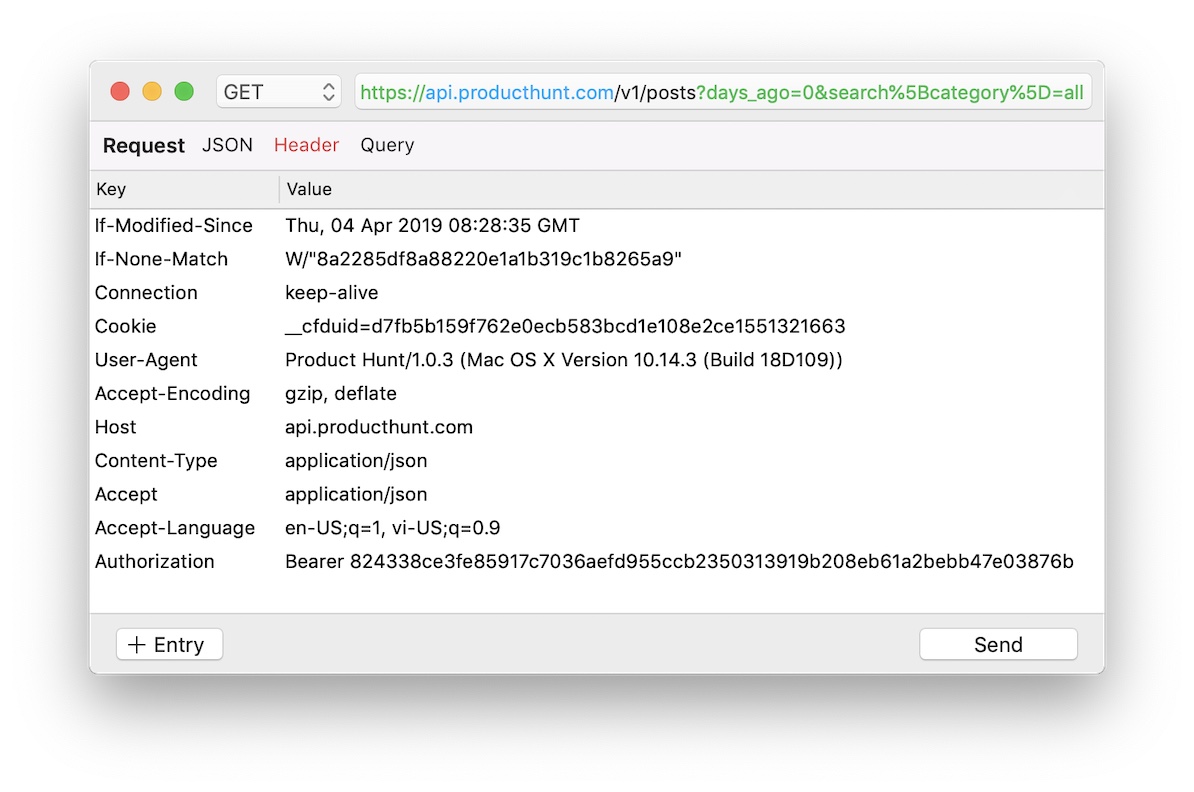 GET https://api.producthunt.com/v1/posts?days_ago=0&search%5Bcategory%5D=all
Request JSON Header Query
Key Value
If-Modified-Since Thu, 04 Apr 2019 08:28:35 GMT
If-None-Match W/"8a2285df8a88220e1a1b319c1b8265a9"
Connection keep-alive
Cookie __cfduid=d7fb5b159f762e0ecb583bcd1e108e2ce1551321663
User-Agent Product Hunt/1.0.3 (Mac OS X Version 10.14.3 (Build 18D109))
Accept-Encoding gzip, deflate
Host api.producthunt.com
Content-Type application/json
Accept application/json
Accept-Language en-US;q=1, vi-US;q=0.9
Authorization Bearer 824338ce3fe85917c7036aefd955ccb2350313919b208eb61a2bebb47e03876b
+ Entry Send